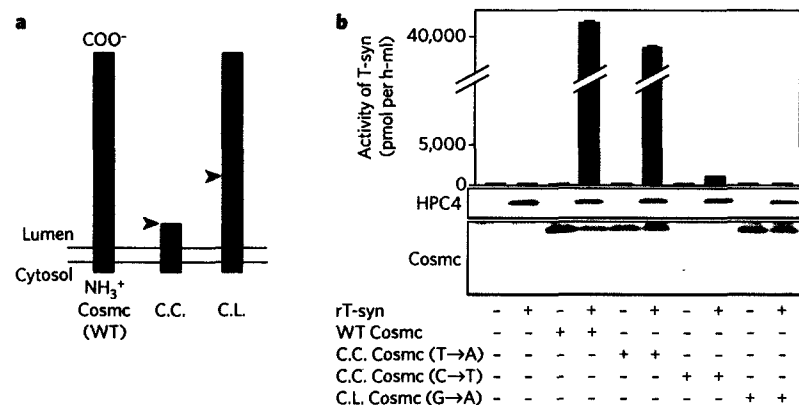 a
COO⁻
Lumen
Cytosol
NH₃⁺
Cosmc
(WT)
C.C.
C.L.
b
Activity of T-syn
(pmol per h-ml)
40,000
5,000
0
HPC4
Cosmc
rT-syn - + - + - + - + - +
WT Cosmc - - + + - - - - - -
C.C. Cosmc (T→A) - - - - + + - - - -
C.C. Cosmc (C→T) - - - - - - + + - -
C.L. Cosmc (G→A) - - - - - - - - + +